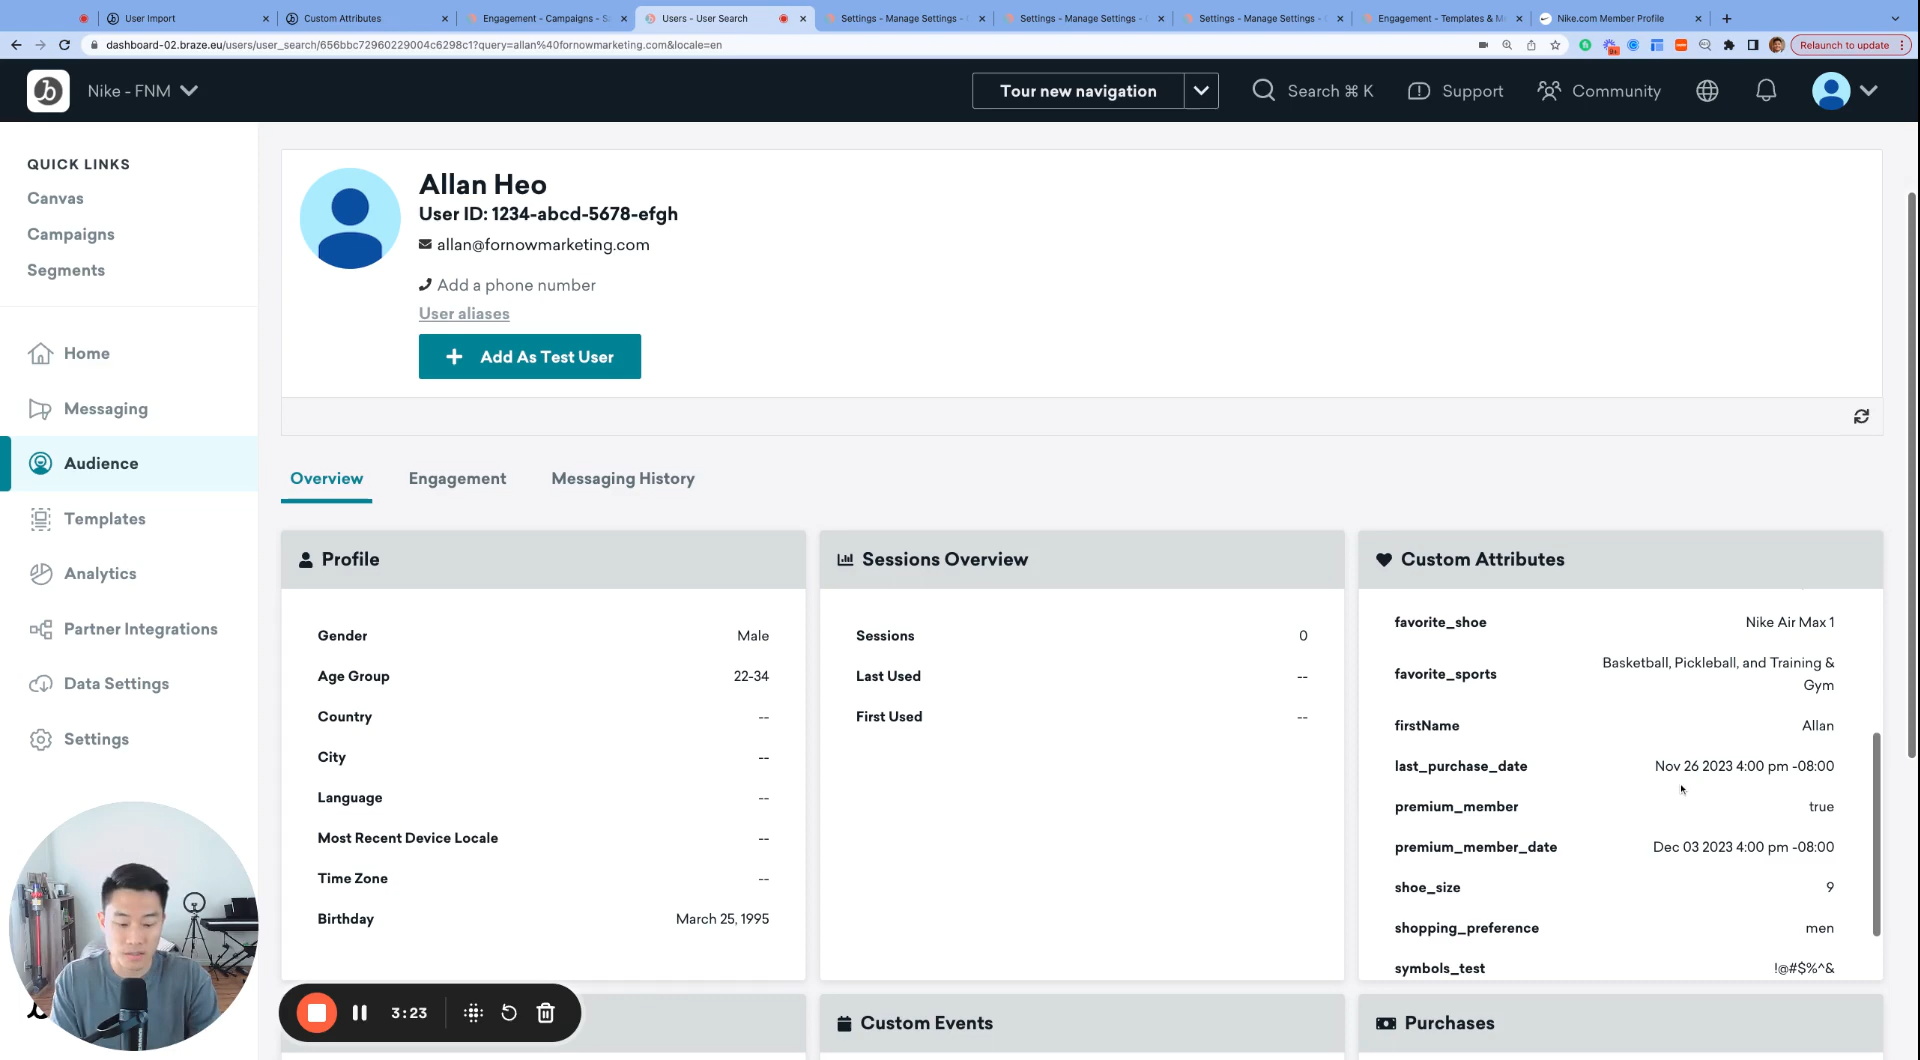 User Import
Custom Attributes
Engagement - Campaigns - S
Users - User Search
Settings - Manage Settings -
Settings - Manage Settings -
Settings - Manage Settings -
Engagement - Templates & M
Nike.com Member Profile
dashboard-02.braze.eu/users/user_search/656bbc72960229004c6298c1?query=allan%40fornowmarketing.com&locale=en
Relaunch to update
Nike - FNM
Tour new navigation
Search ⌘ K
Support
Community
QUICK LINKS
Canvas
Campaigns
Segments
Home
Messaging
Audience
Templates
Analytics
Partner Integrations
Data Settings
Settings
Allan Heo
User ID: 1234-abcd-5678-efgh
allan@fornowmarketing.com
Add a phone number
User aliases
+ Add As Test User
Overview
Engagement
Messaging History
Profile
Gender Male
Age Group 22-34
Country --
City --
Language --
Most Recent Device Locale --
Time Zone --
Birthday March 25, 1995
Sessions Overview
Sessions 0
Last Used --
First Used --
Custom Attributes
favorite_shoe Nike Air Max 1
favorite_sports Basketball, Pickleball, and Training &
Gym
firstName Allan
last_purchase_date Nov 26 2023 4:00 pm -08:00
premium_member true
premium_member_date Dec 03 2023 4:00 pm -08:00
shoe_size 9
shopping_preference men
symbols_test !@#$%^&
3:23
Custom Events
Purchases